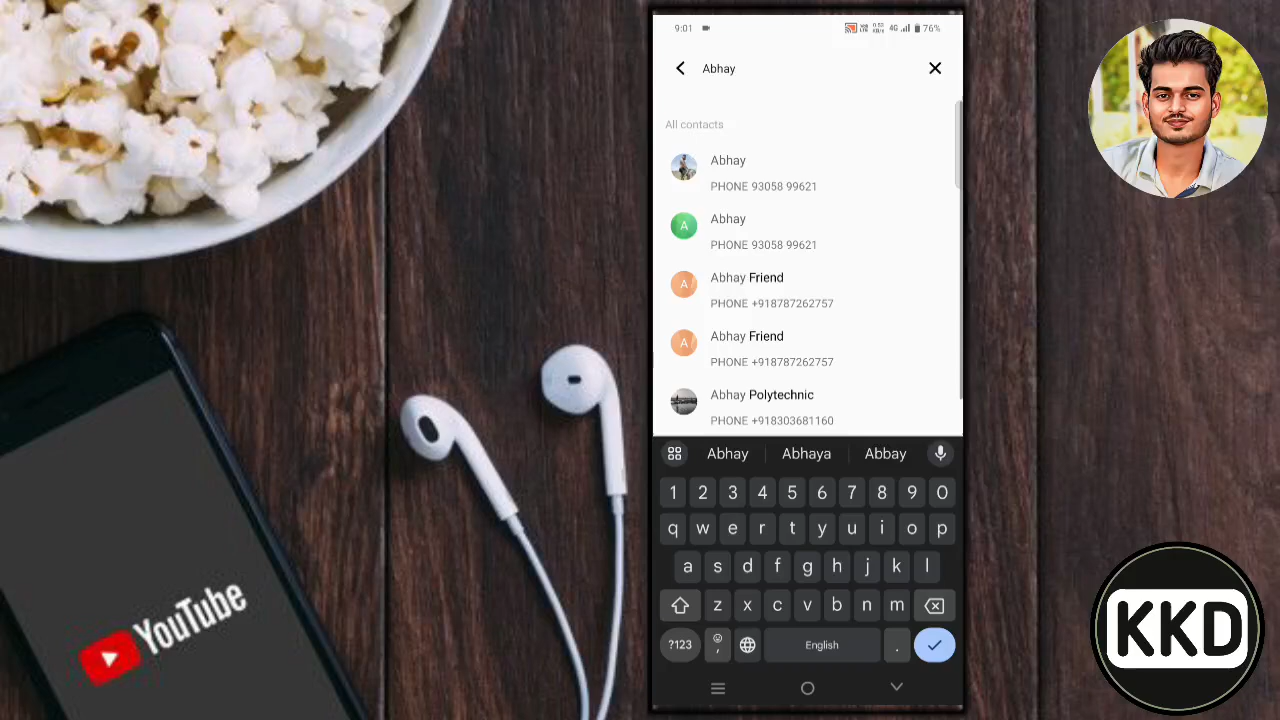 9:01
4G
76%
Abhay
All contacts
Abhay
PHONE 93058 99621
Abhay
PHONE 93058 99621
Abhay Friend
PHONE +918787262757
Abhay Friend
PHONE +918787262757
Abhay Polytechnic
PHONE +918303681160
Abhay Abhaya Abbay
1 2 3 4 5 6 7 8 9 0
q w e r t y u i o p
a s d f g h j k l
z x c v b n m
?123 , English .
A
A
A
YouTube
KKD